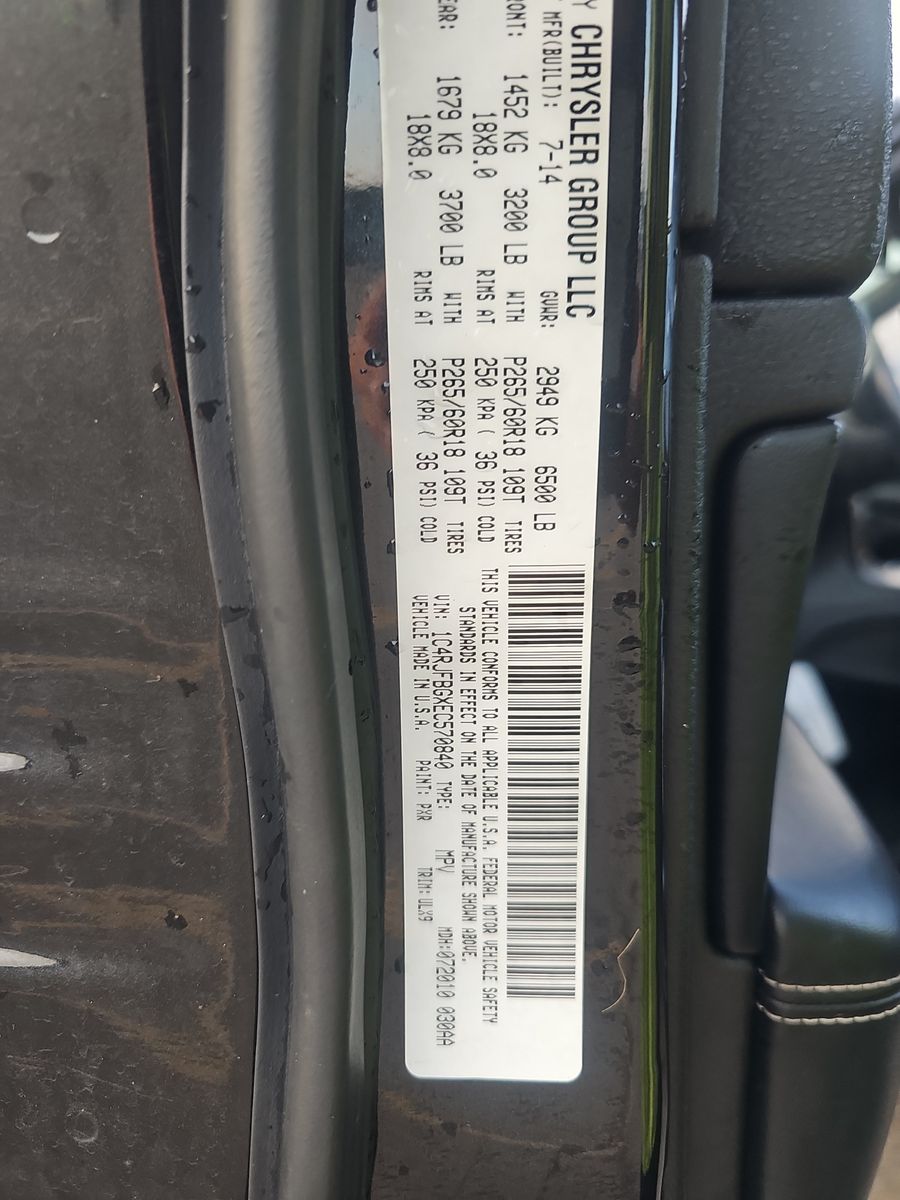 Y CHRYSLER GROUP LLC
MFR(BUILT): 7-14 GVWR: 2949 KG 6500 LB
RONT: 1452 KG 3200 LB WITH P265/60R18 109T TIRES
18X8.0 RIMS AT 250 KPA ( 36 PSI) COLD
EAR: 1679 KG 3700 LB WITH P265/60R18 109T TIRES
18X8.0 RIMS AT 250 KPA ( 36 PSI) COLD
THIS VEHICLE CONFORMS TO ALL APPLICABLE U.S.A. FEDERAL MOTOR VEHICLE SAFETY
STANDARDS IN EFFECT ON THE DATE OF MANUFACTURE SHOWN ABOVE.
VIN: 1C4RJFBGXEC570840 TYPE: MPV MDH:072010 030AA
VEHICLE MADE IN U.S.A. PAINT: PXR TRIM: ULX9